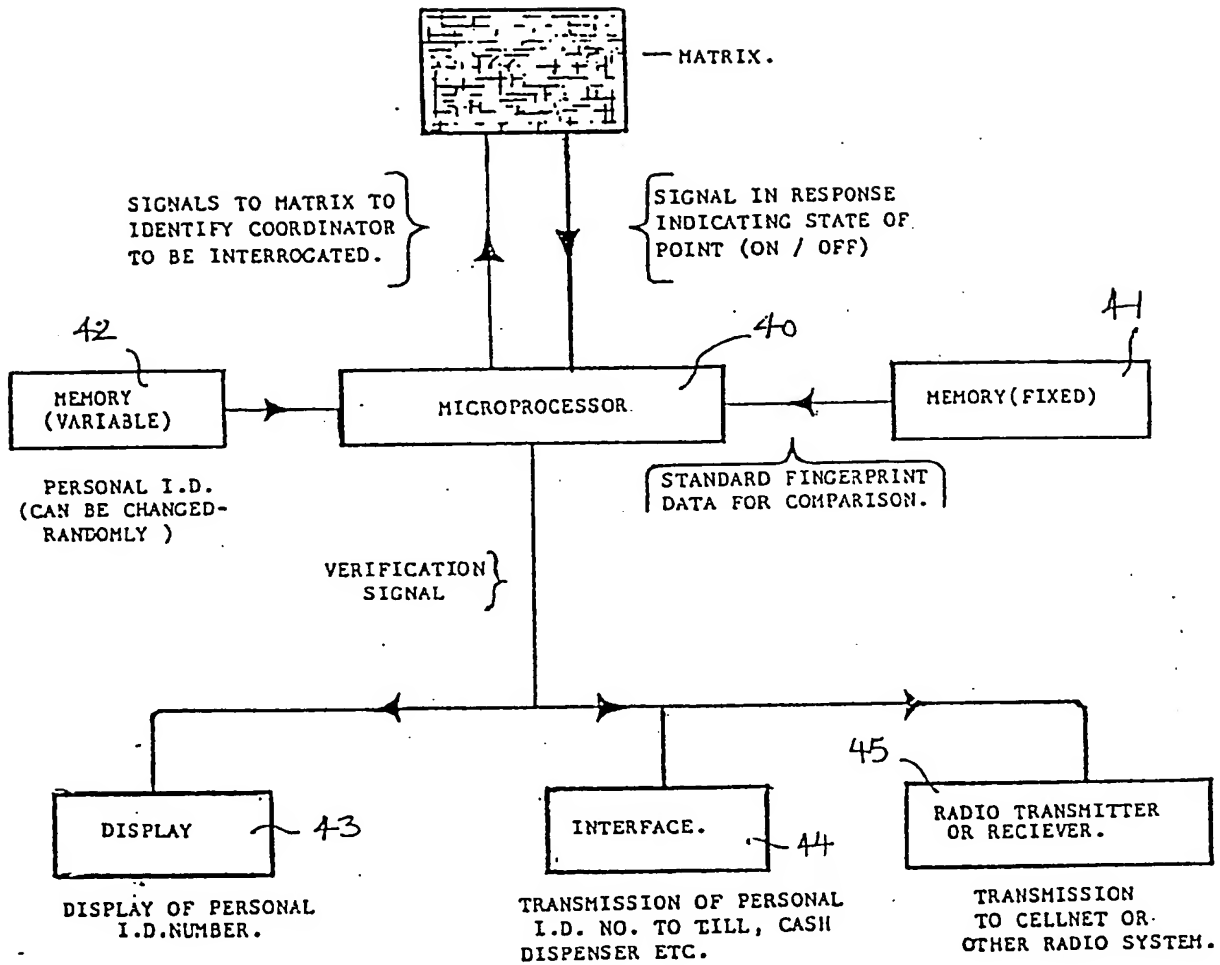 MATRIX.
SIGNALS TO MATRIX TO
IDENTIFY COORDINATOR
TO BE INTERROGATED.
SIGNAL IN RESPONSE
INDICATING STATE OF
POINT (ON / OFF)
42
40
41
MEMORY
(VARIABLE)
MICROPROCESSOR.
MEMORY(FIXED)
PERSONAL I.D.
(CAN BE CHANGED-
RANDOMLY )
STANDARD FINGERPRINT
DATA FOR COMPARISON.
VERIFICATION
SIGNAL
DISPLAY
43
INTERFACE.
44
45
RADIO TRANSMITTER
OR RECIEVER.
DISPLAY OF PERSONAL
I.D.NUMBER.
TRANSMISSION OF PERSONAL
I.D. NO. TO TILL, CASH
DISPENSER ETC.
TRANSMISSION
TO CELLNET OR
OTHER RADIO SYSTEM.